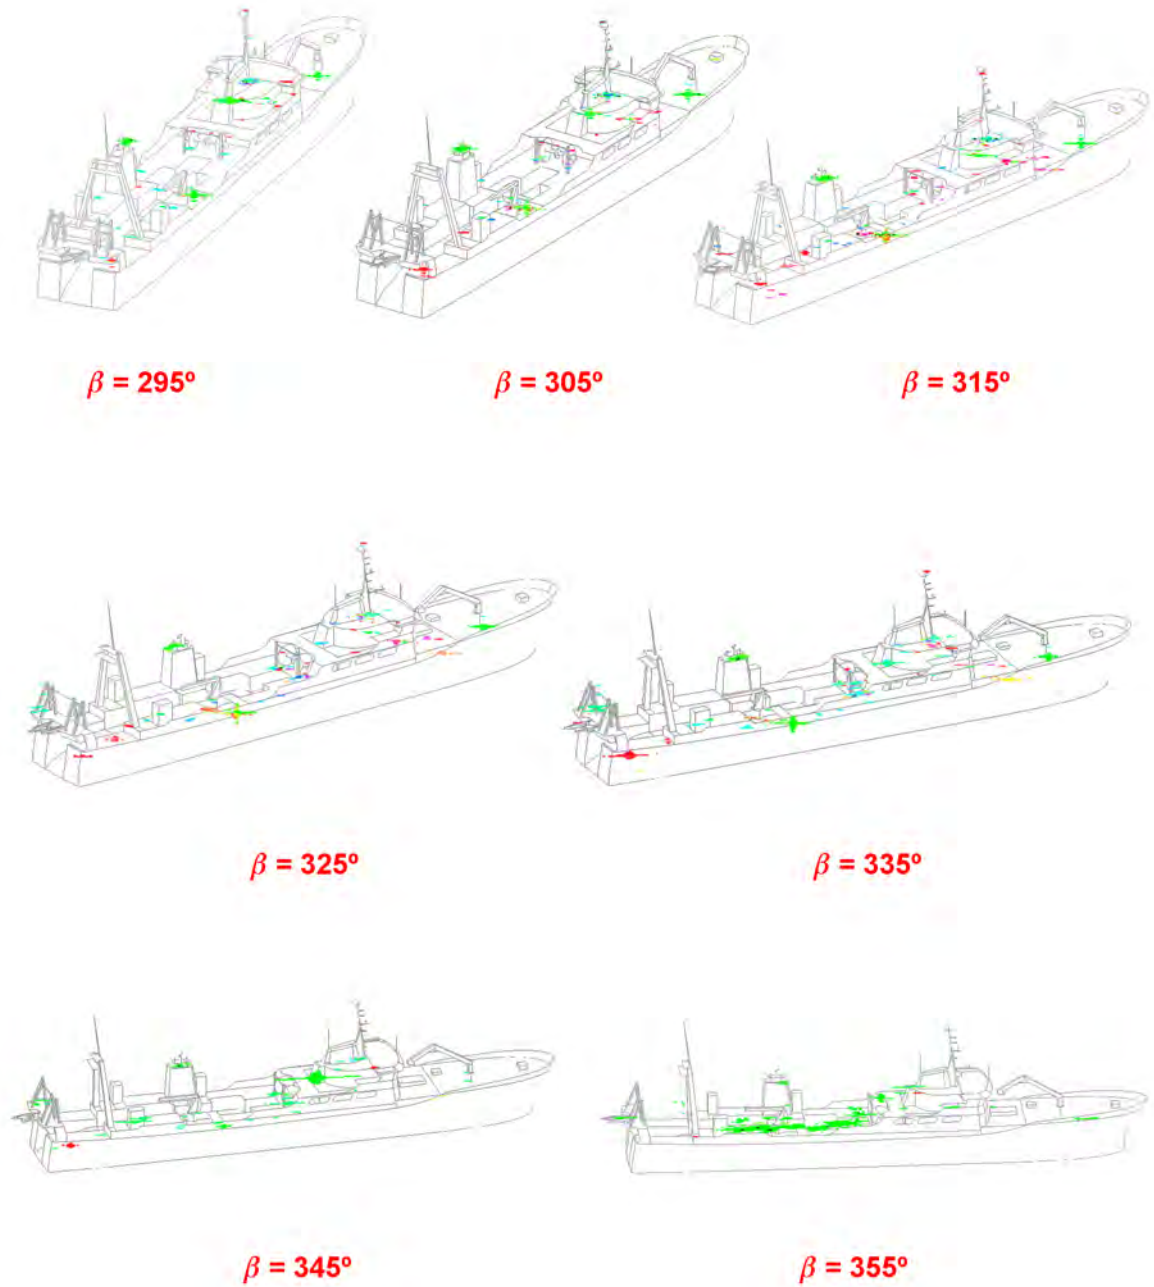 β = 295º
β = 305º
β = 315º
β = 325º
β = 335º
β = 345º
β = 355º